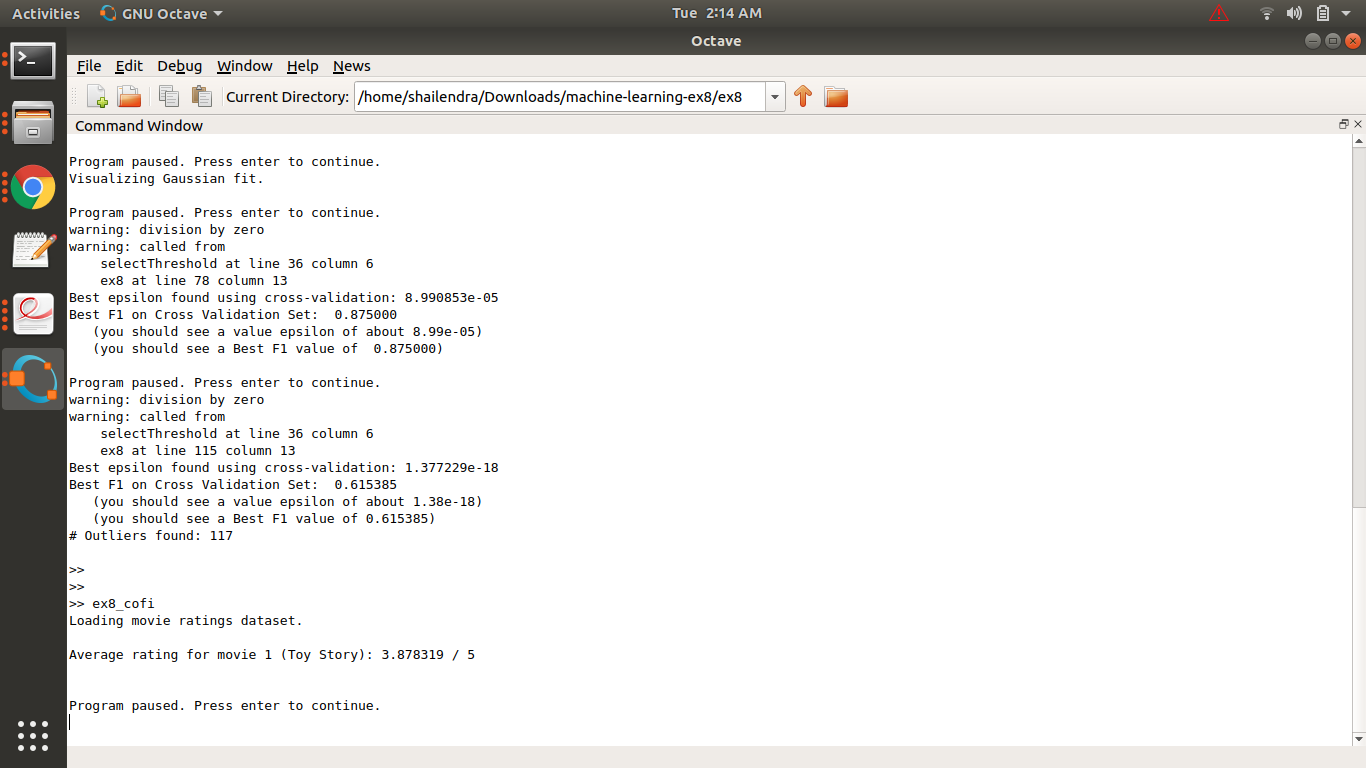 Activities GNU Octave Tue 2:14 AM
Octave
File Edit Debug Window Help News
Current Directory: /home/shailendra/Downloads/machine-learning-ex8/ex8
Command Window
Program paused. Press enter to continue.
Visualizing Gaussian fit.
Program paused. Press enter to continue.
warning: division by zero
warning: called from
    selectThreshold at line 36 column 6
    ex8 at line 78 column 13
Best epsilon found using cross-validation: 8.990853e-05
Best F1 on Cross Validation Set:  0.875000
   (you should see a value epsilon of about 8.99e-05)
   (you should see a Best F1 value of  0.875000)
Program paused. Press enter to continue.
warning: division by zero
warning: called from
    selectThreshold at line 36 column 6
    ex8 at line 115 column 13
Best epsilon found using cross-validation: 1.377229e-18
Best F1 on Cross Validation Set:  0.615385
   (you should see a value epsilon of about 1.38e-18)
   (you should see a Best F1 value of 0.615385)
# Outliers found: 117
>>
>>
>> ex8_cofi
Loading movie ratings dataset.
Average rating for movie 1 (Toy Story): 3.878319 / 5
Program paused. Press enter to continue.